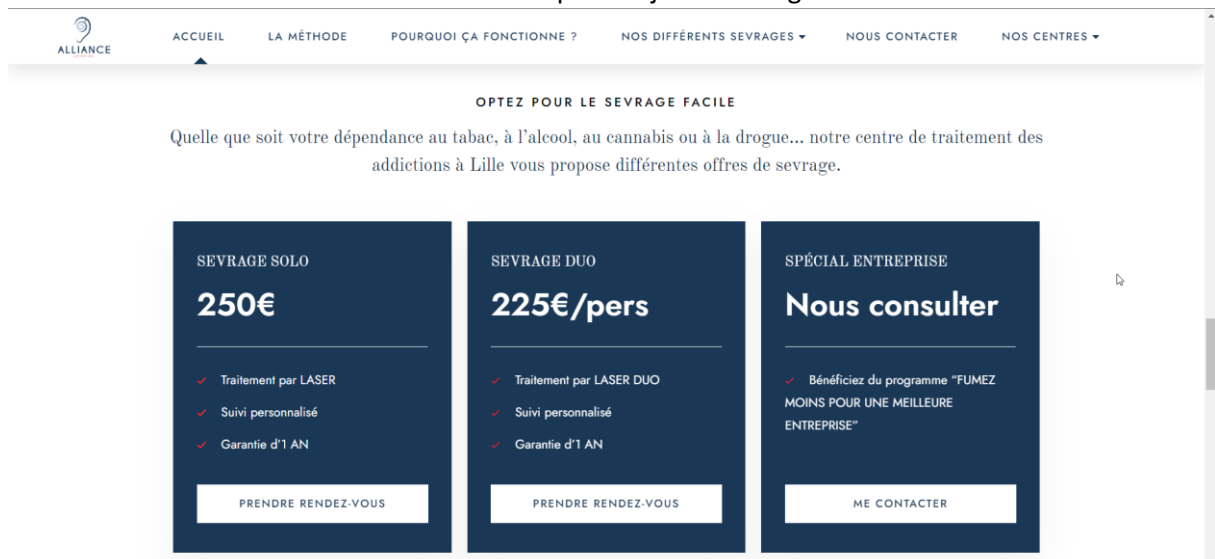 ALLIANCE
ACCUEIL LA MÉTHODE POURQUOI ÇA FONCTIONNE ? NOS DIFFÉRENTS SEVRAGES NOUS CONTACTER NOS CENTRES
OPTEZ POUR LE SEVRAGE FACILE
Quelle que soit votre dépendance au tabac, à l'alcool, au cannabis ou à la drogue... notre centre de traitement des
addictions à Lille vous propose différentes offres de sevrage.
SEVRAGE SOLO
250€
Traitement par LASER
Suivi personnalisé
Garantie d'1 AN
PRENDRE RENDEZ-VOUS
SEVRAGE DUO
225€/pers
Traitement par LASER DUO
Suivi personnalisé
Garantie d'1 AN
PRENDRE RENDEZ-VOUS
SPÉCIAL ENTREPRISE
Nous consulter
Bénéficiez du programme "FUMEZ
MOINS POUR UNE MEILLEURE
ENTREPRISE"
ME CONTACTER